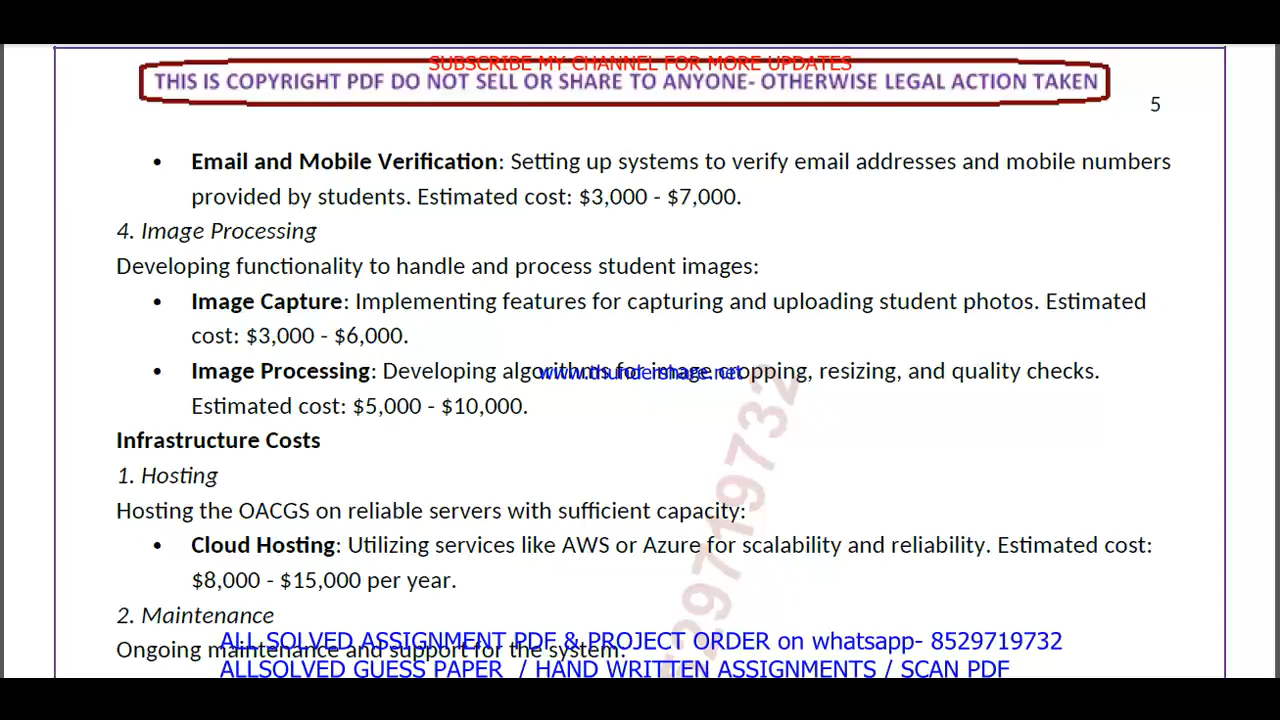 SUBSCRIBE MY CHANNEL FOR MORE UPDATES
THIS IS COPYRIGHT PDF DO NOT SELL OR SHARE TO ANYONE- OTHERWISE LEGAL ACTION TAKEN
5
• Email and Mobile Verification: Setting up systems to verify email addresses and mobile numbers
provided by students. Estimated cost: $3,000 - $7,000.
4. Image Processing
Developing functionality to handle and process student images:
• Image Capture: Implementing features for capturing and uploading student photos. Estimated
cost: $3,000 - $6,000.
• Image Processing: Developing algorithms for image cropping, resizing, and quality checks.
www.thundershare.net
Estimated cost: $5,000 - $10,000.
Infrastructure Costs
1. Hosting
Hosting the OACGS on reliable servers with sufficient capacity:
• Cloud Hosting: Utilizing services like AWS or Azure for scalability and reliability. Estimated cost:
$8,000 - $15,000 per year.
2. Maintenance
Ongoing maintenance and support for the system:
ALL SOLVED ASSIGNMENT PDF & PROJECT ORDER on whatsapp- 8529719732
ALLSOLVED GUESS PAPER / HAND WRITTEN ASSIGNMENTS / SCAN PDF
529719732